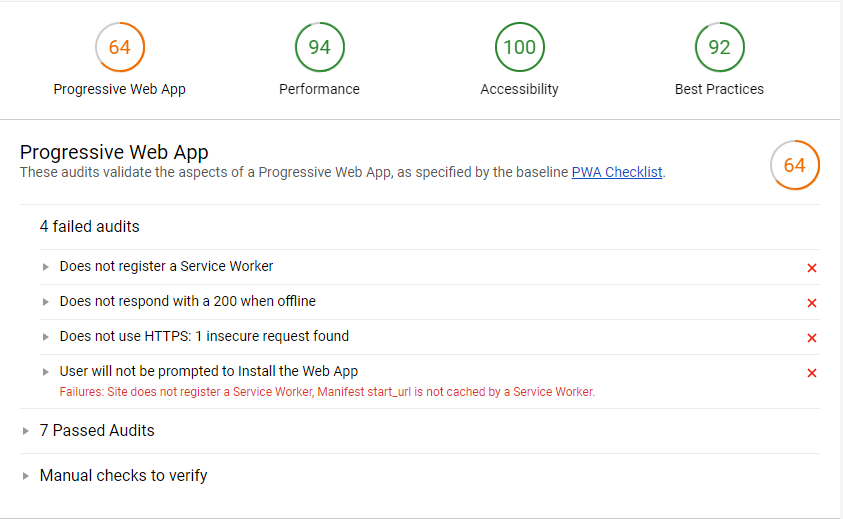 64 94 100 92
Progressive Web App Performance Accessibility Best Practices
Progressive Web App
These audits validate the aspects of a Progressive Web App, as specified by the baseline PWA Checklist.
64
4 failed audits
Does not register a Service Worker
Does not respond with a 200 when offline
Does not use HTTPS: 1 insecure request found
User will not be prompted to Install the Web App
Failures: Site does not register a Service Worker, Manifest start_url is not cached by a Service Worker.
7 Passed Audits
Manual checks to verify